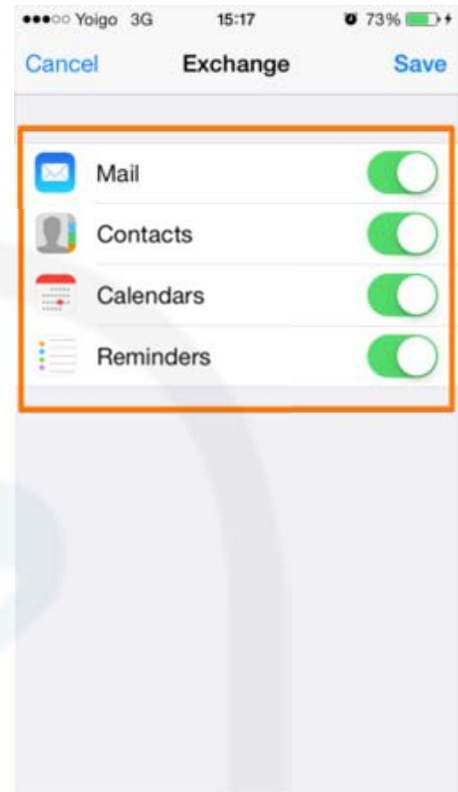 Yoigo 3G 15:17 73%
Cancel Exchange Save
Mail
Contacts
Calendars
Reminders